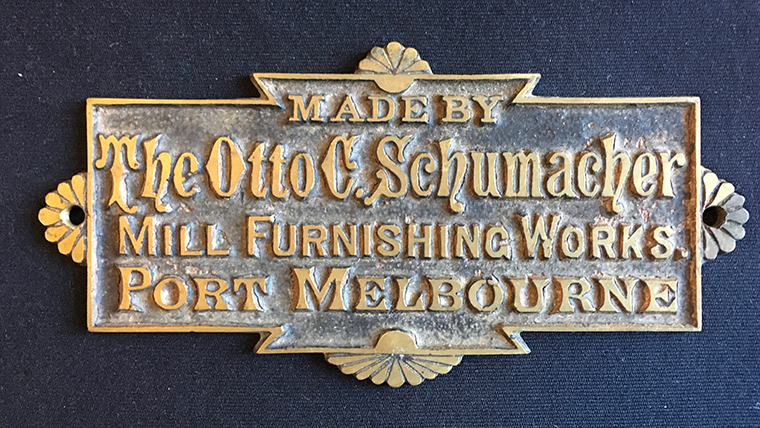 MADE BY
The Otto C. Schumacher
MILL FURNISHING WORKS.
PORT MELBOURNE